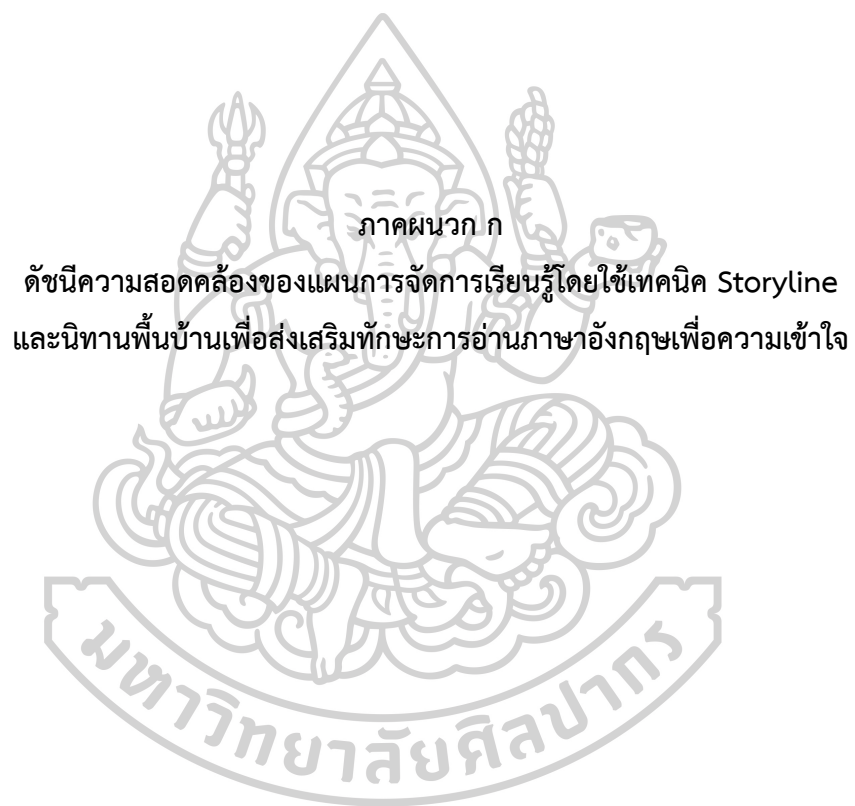 ภาคผนวก ก
ดัชนีความสอดคล้องของแผนการจัดการเรียนรู้โดยใช้เทคนิค Storyline
และนิทานพื้นบ้านเพื่อส่งเสริมทักษะการอ่านภาษาอังกฤษเพื่อความเข้าใจ
มหาวิทยาลัยศิลปากร